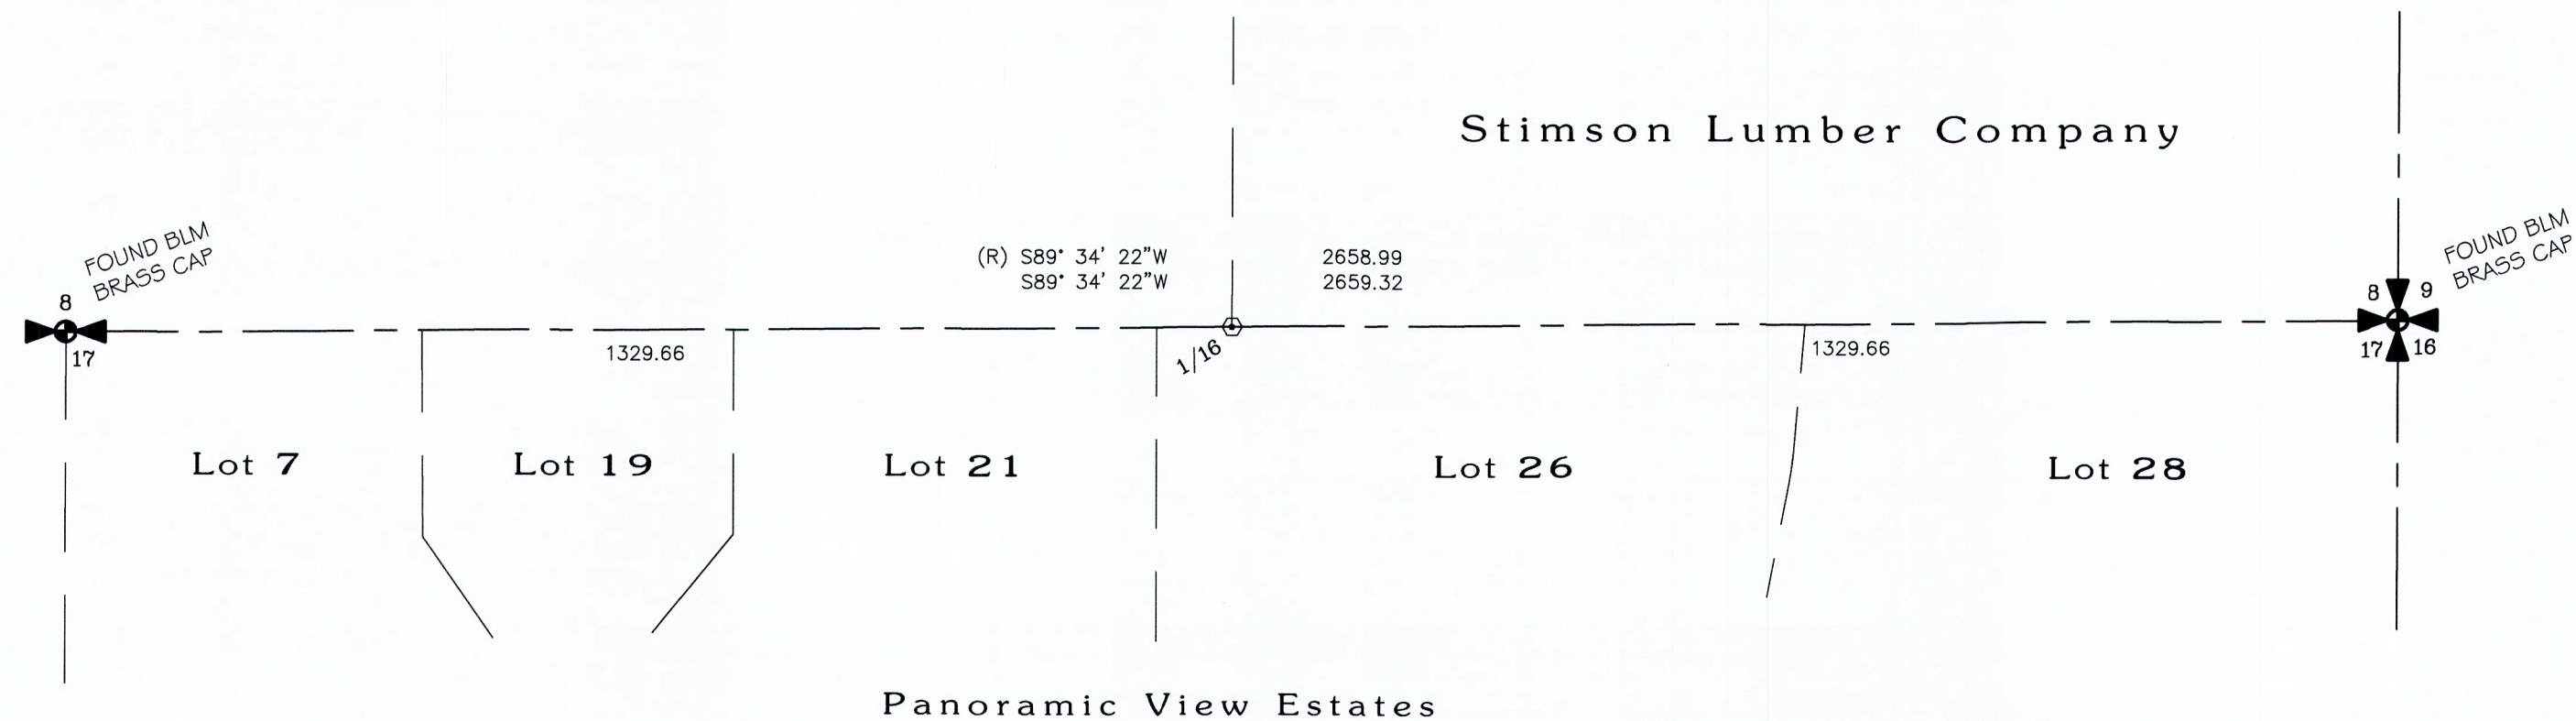 Stimson Lumber Company
FOUND BLM
BRASS CAP
(R) S89° 34' 22"W 2658.99
S89° 34' 22"W 2659.32
FOUND BLM
BRASS CAP
8
17
1329.66
1/16
1329.66
8 9
17 16
Lot 7
Lot 19
Lot 21
Lot 26
Lot 28
Panoramic View Estates